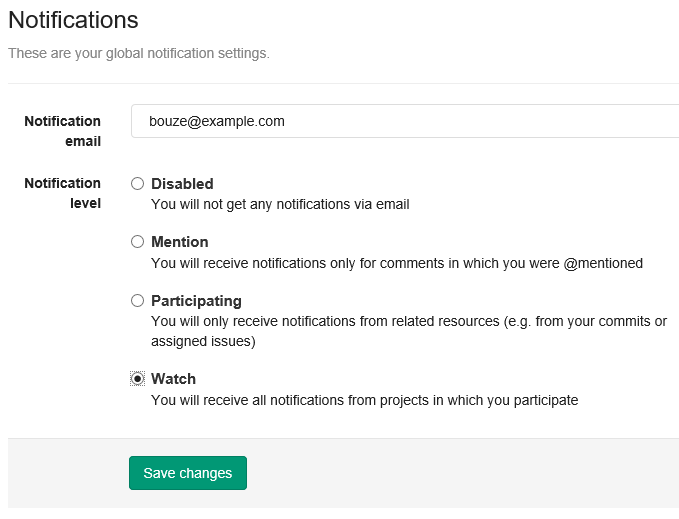 Notifications
These are your global notification settings.
Notification
email
bouze@example.com
Notification
level
Disabled
You will not get any notifications via email
Mention
You will receive notifications only for comments in which you were @mentioned
Participating
You will only receive notifications from related resources (e.g. from your commits or
assigned issues)
Watch
You will receive all notifications from projects in which you participate
Save changes